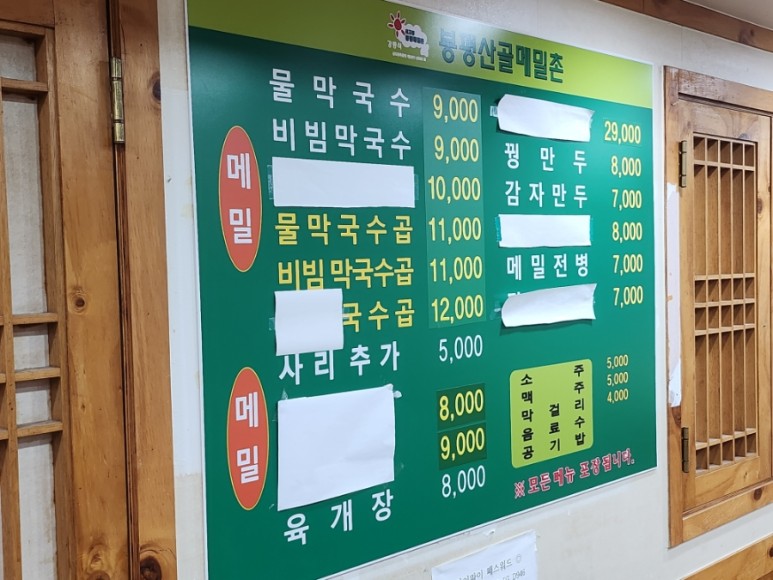 봉평산골메밀촌
메밀
물막국수 9,000
비빔막국수 9,000
10,000
물막국수곱 11,000
비빔막국수곱 11,000
국수곱 12,000
사리추가 5,000
메밀
8,000
9,000
육개장 8,000
29,000
꿩만두 8,000
감자만두 7,000
8,000
메밀전병 7,000
7,000
소주 5,000
맥주 5,000
막걸리 4,000
음료수
공기밥
※모든메뉴 포장됩니다.
패스워드